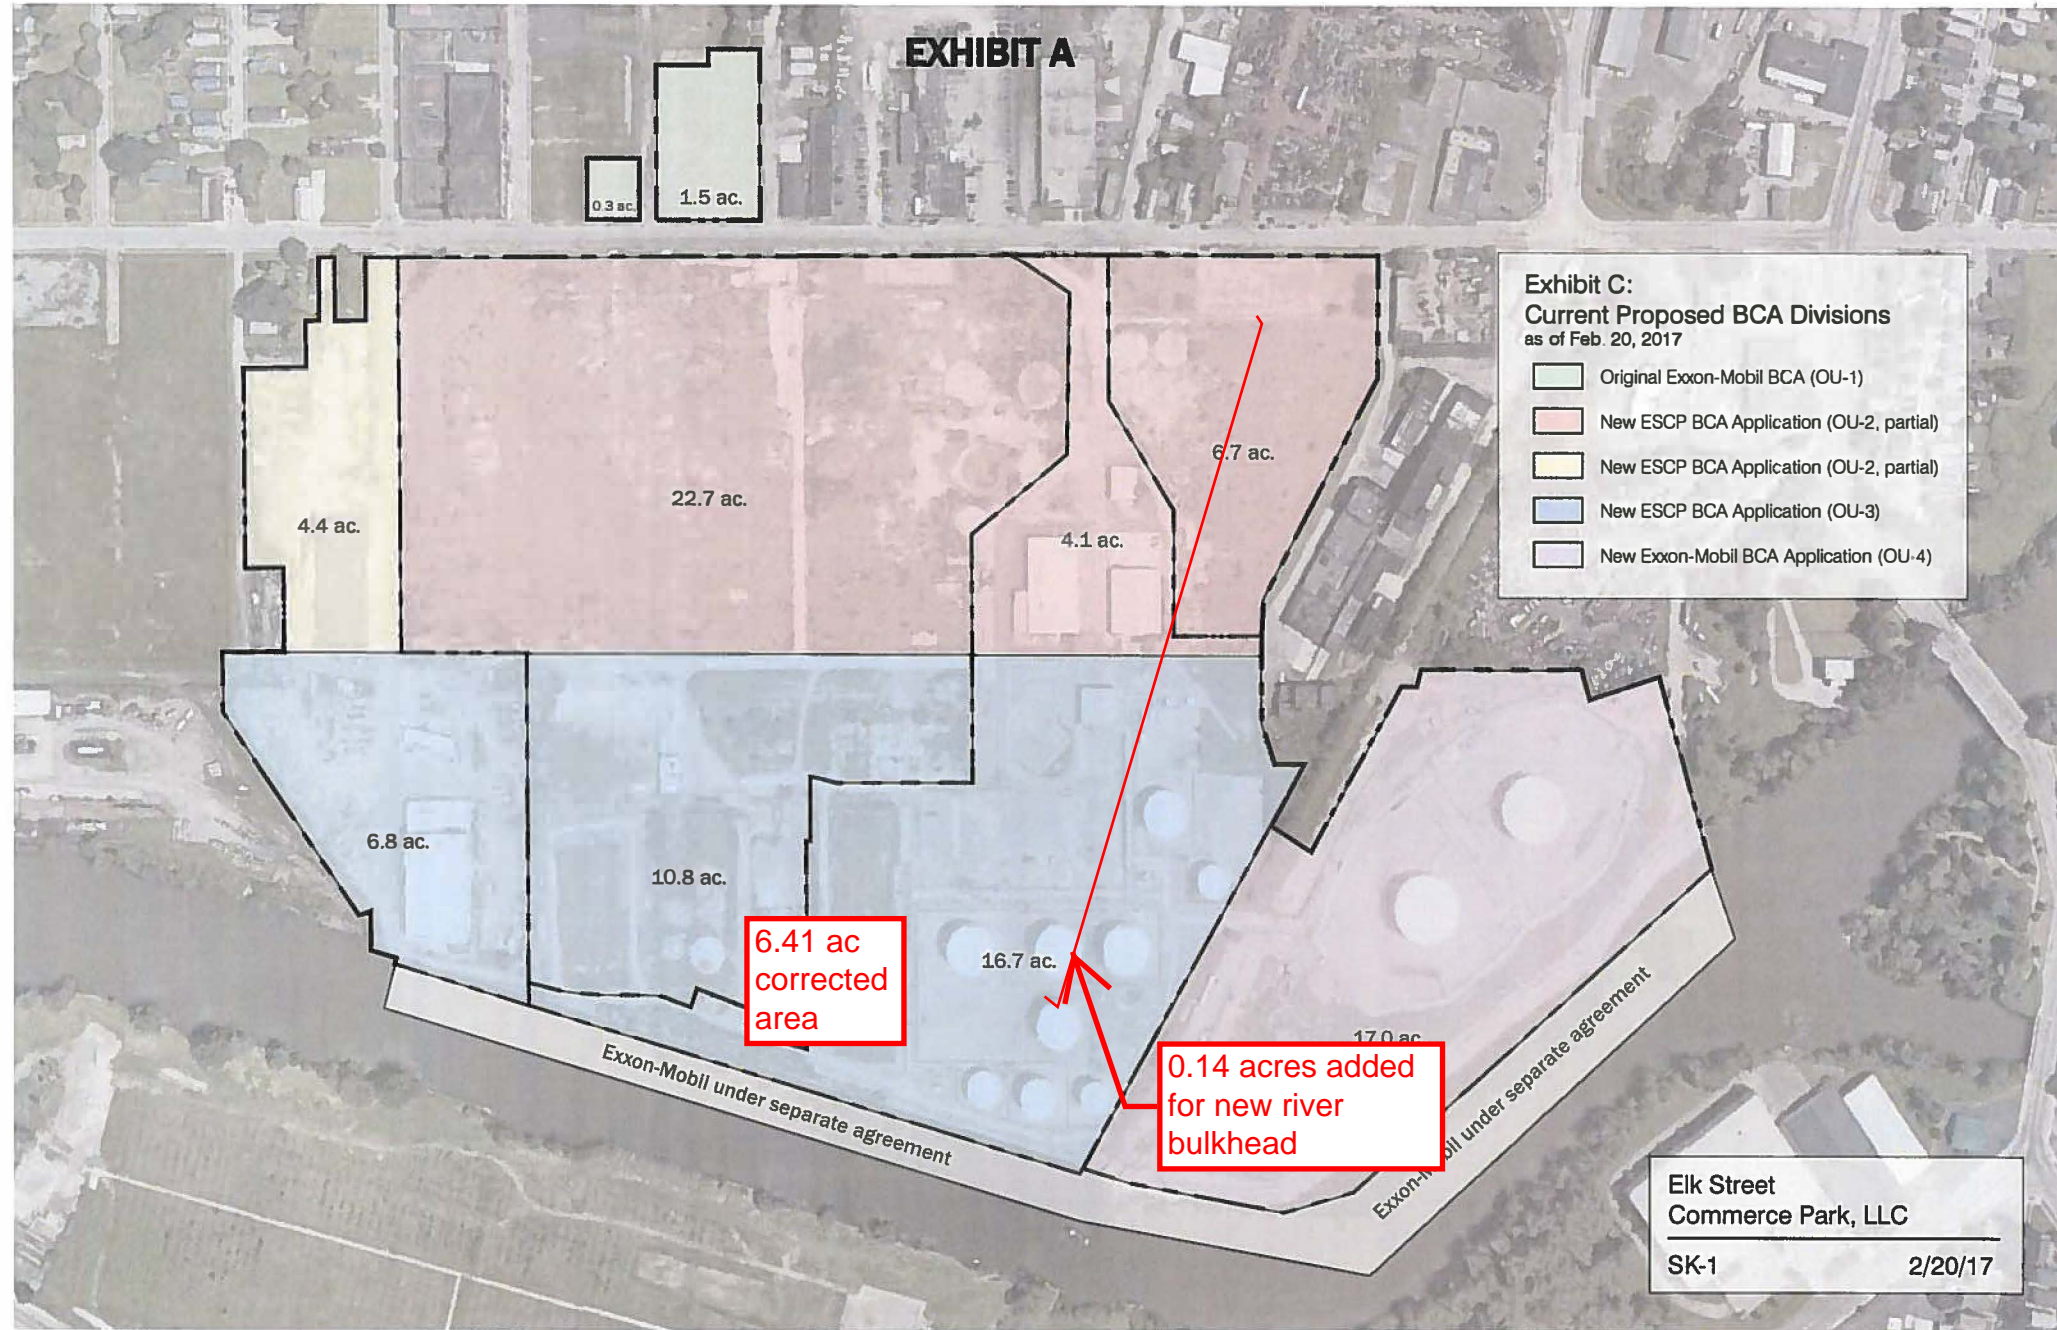 EXHIBIT A
0.3 ac.
1.5 ac.
Exhibit C:
Current Proposed BCA Divisions
as of Feb. 20, 2017
Original Exxon-Mobil BCA (OU-1)
New ESCP BCA Application (OU-2, partial)
New ESCP BCA Application (OU-2, partial)
New ESCP BCA Application (OU-3)
New Exxon-Mobil BCA Application (OU-4)
6.7 ac.
22.7 ac.
4.4 ac.
4.1 ac.
6.8 ac.
10.8 ac.
6.41 ac
corrected
area
16.7 ac.
17.0 ac.
0.14 acres added
for new river
bulkhead
Exxon-Mobil under separate agreement
Exxon-Mobil under separate agreement
Elk Street
Commerce Park, LLC
SK-1 2/20/17